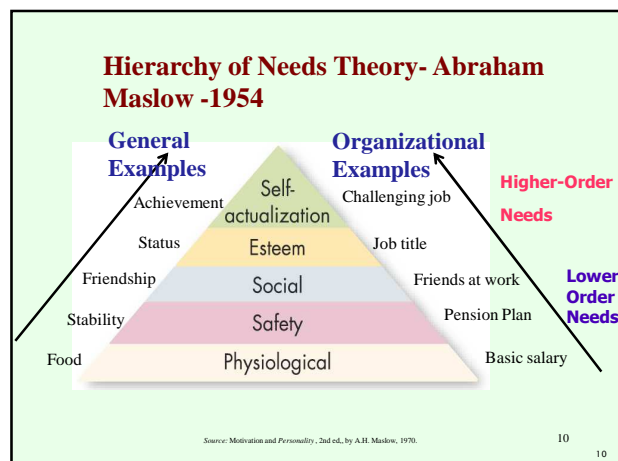 Hierarchy of Needs Theory- Abraham
Maslow -1954
General
Examples
Organizational
Examples
Higher-Order
Needs
Achievement
Self-
actualization
Challenging job
Status
Esteem
Job title
Friendship
Social
Friends at work
Lower
Order
Needs
Stability
Safety
Pension Plan
Food
Physiological
Basic salary
Source: Motivation and Personality, 2nd ed,, by A.H. Maslow, 1970.
10
10